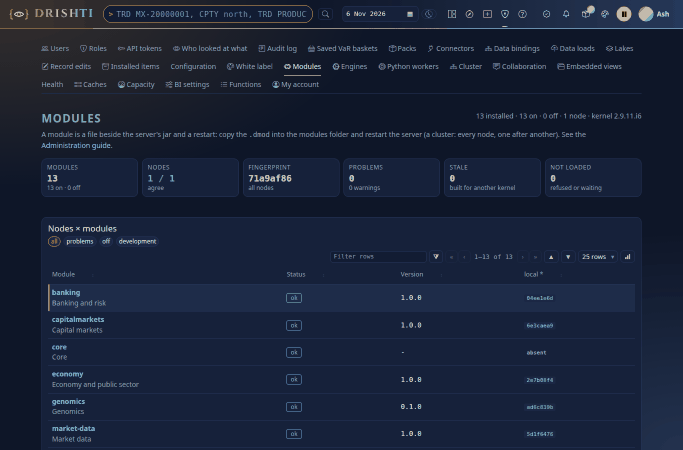 DRISHTI
> TRD MX-20000001, CPTY north, TRD PRODUC
6 Nov 2026
Ash
Users
Roles
API tokens
Who looked at what
Audit log
Saved VaR baskets
Packs
Connectors
Data bindings
Data loads
Lakes
Record edits
Installed items
Configuration
White label
Modules
Engines
Python workers
Cluster
Collaboration
Embedded views
Health
Caches
Capacity
BI settings
Functions
My account
MODULES
13 installed · 13 on · 0 off · 1 node · kernel 2.9.11.i6
A module is a file beside the server's jar and a restart: copy the .dmod into the modules folder and restart the server (a cluster: every node, one after another). See the
Administration guide.
MODULES
13
13 on · 0 off
NODES
1 / 1
agree
FINGERPRINT
71a9af86
all nodes
PROBLEMS
0
0 warnings
STALE
0
built for another kernel
NOT LOADED
0
refused or waiting
Nodes × modules
all
problems
off
development
Filter rows
1–13 of 13
25 rows
Module
Status
Version
local *
banking
Banking and risk
ok
1.0.0
capitalmarkets
Capital markets
ok
1.0.0
6e3caea9
core
Core
ok
-
absent
economy
Economy and public sector
ok
1.0.0
genomics
Genomics
ok
0.1.0
market-data
Market data
ok
1.0.0
5d1f6476